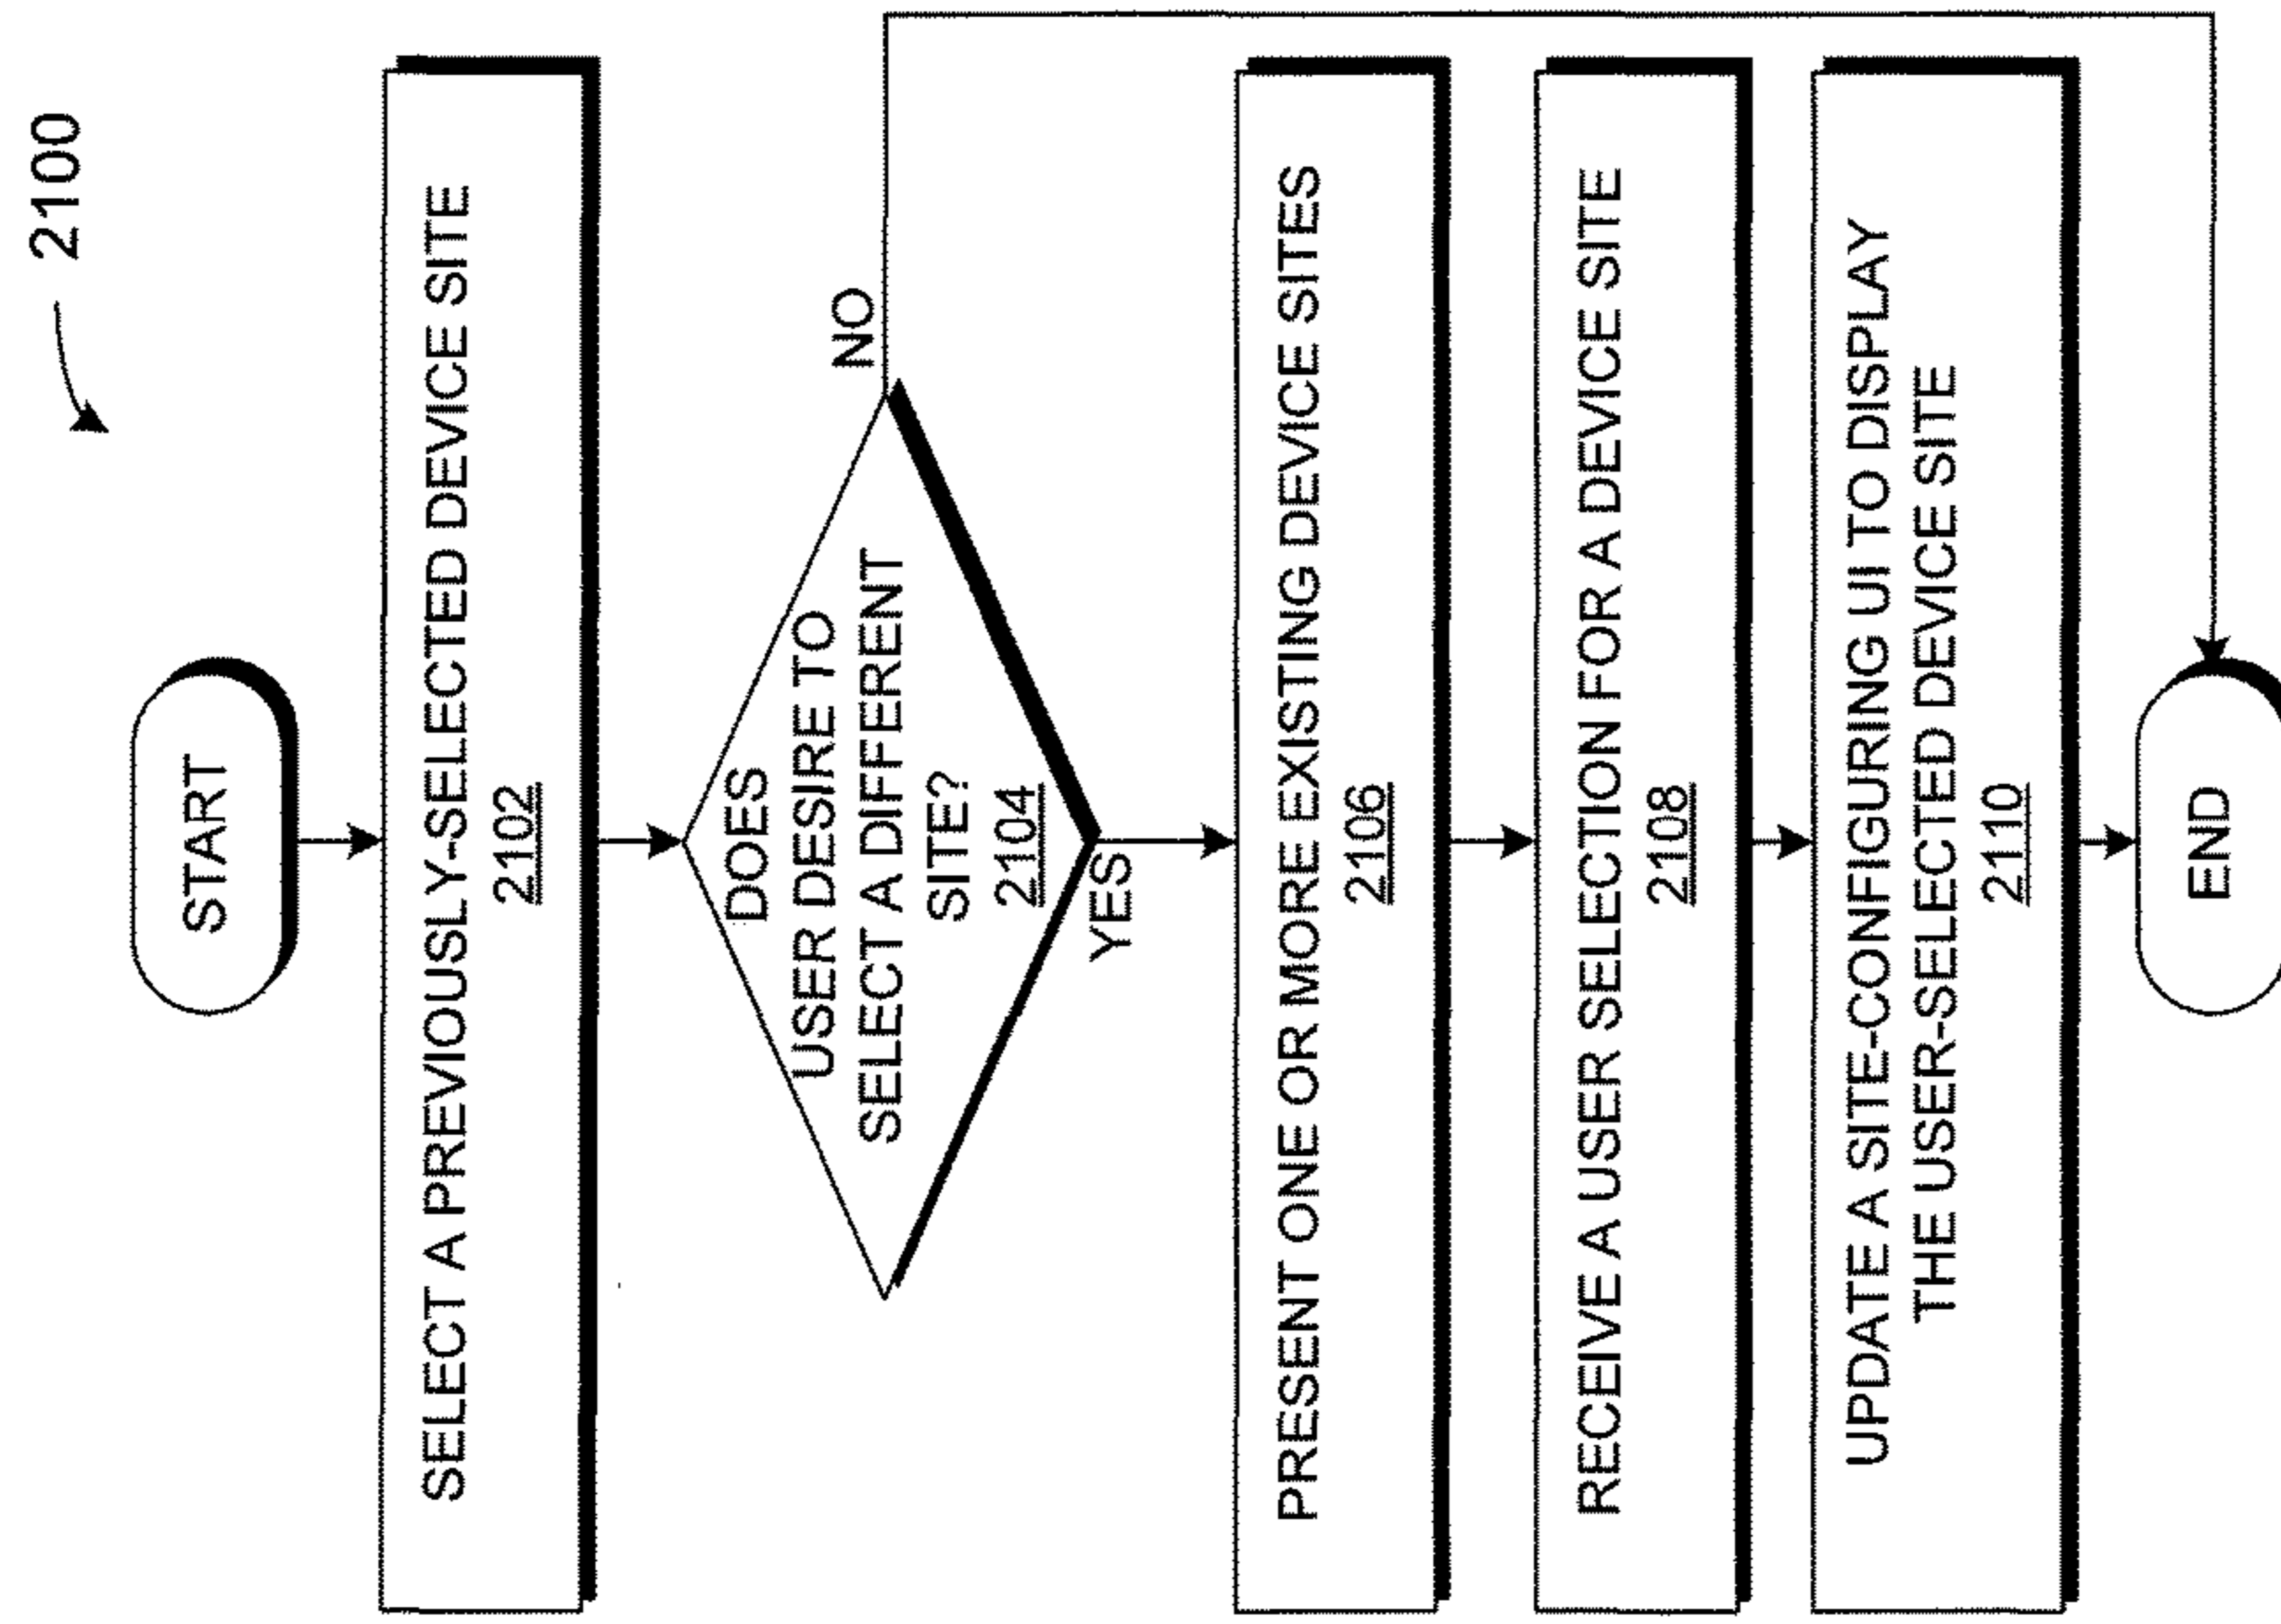 2100
START
SELECT A PREVIOUSLY-SELECTED DEVICE SITE
2102
DOES
USER DESIRE TO
SELECT A DIFFERENT
SITE?
2104
NO
YES
PRESENT ONE OR MORE EXISTING DEVICE SITES
2106
RECEIVE A USER SELECTION FOR A DEVICE SITE
2108
UPDATE A SITE-CONFIGURING UI TO DISPLAY
THE USER-SELECTED DEVICE SITE
2110
END